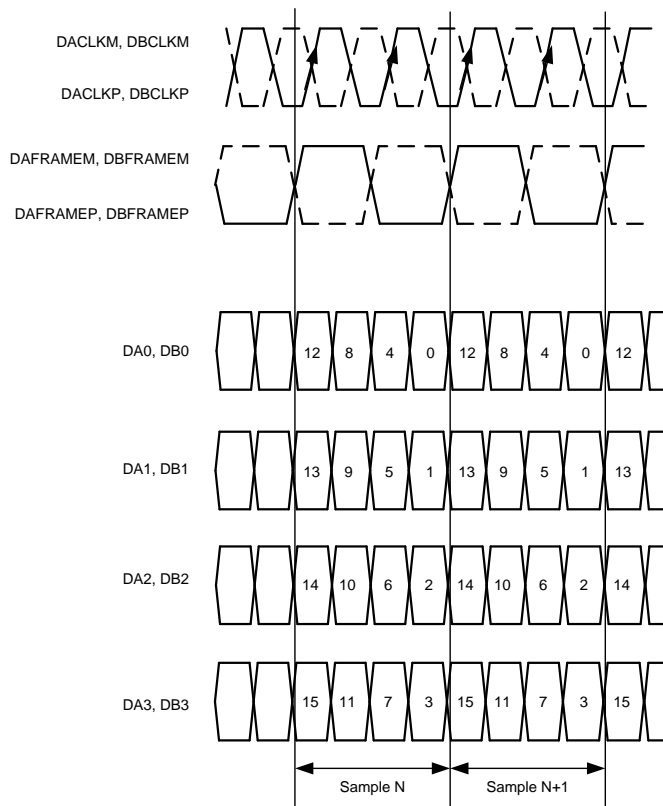 DACLKM, DBCLKM
DACLKP, DBCLKP
DAFRAMEM, DBFRAMEM
DAFRAMEP, DBFRAMEP
DA0, DB0 12 8 4 0 12 8 4 0 12
DA1, DB1 13 9 5 1 13 9 5 1 13
DA2, DB2 14 10 6 2 14 10 6 2 14
DA3, DB3 15 11 7 3 15 11 7 3 15
Sample N Sample N+1